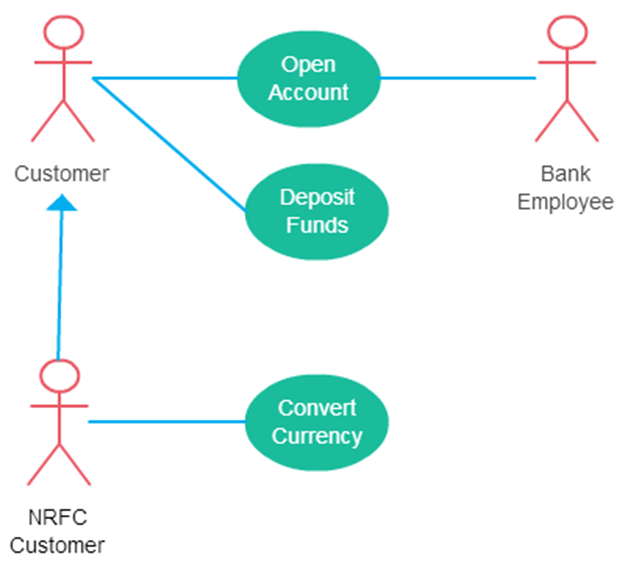 Open
Account
Customer
Bank
Employee
Deposit
Funds
Convert
Currency
NRFC
Customer